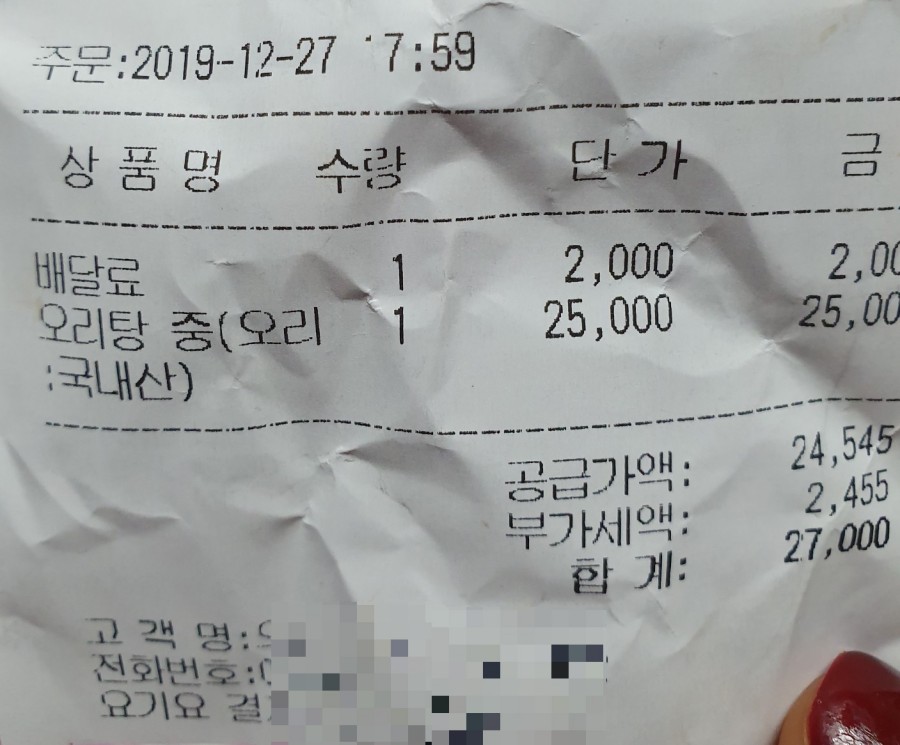 주문:2019-12-27 7:59
상 품 명 수량 단 가 금
배달료 1 2,000 2,00
오리탕 중(오리 1 25,000 25,00
:국내산)
공급가액: 24,545
부가세액: 2,455
합 계: 27,000
고 객 명:
전화번호:
요기요